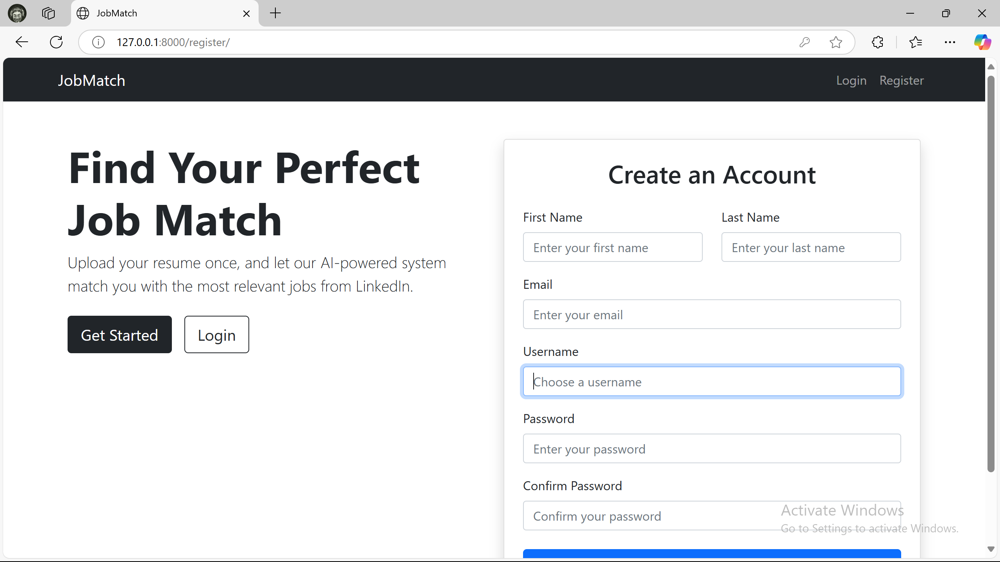 JobMatch
127.0.0.1:8000/register/
JobMatch
Login Register
Find Your Perfect
Job Match
Upload your resume once, and let our AI-powered system
match you with the most relevant jobs from LinkedIn.
Get Started Login
Create an Account
First Name Last Name
Enter your first name Enter your last name
Email
Enter your email
Username
Choose a username
Password
Enter your password
Confirm Password
Confirm your password
Activate Windows
Go to Settings to activate Windows.